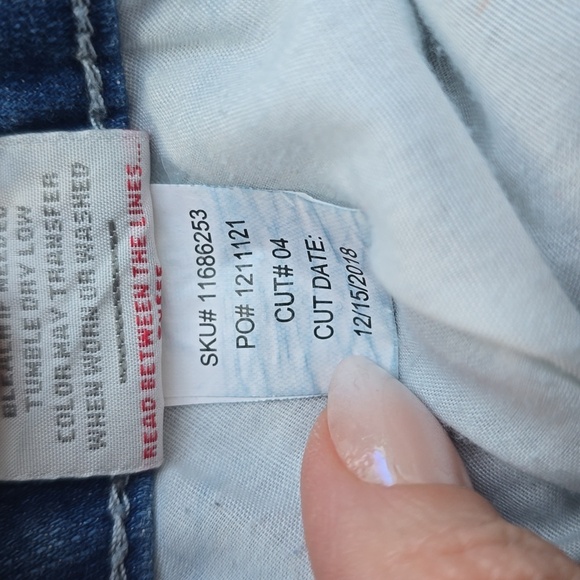 TUMBLE DRY LOW
COLOR MAY TRANSFER
WHEN WORN OR WASHED
READ BETWEEN THE LINES...
SKU# 11686253
PO# 1211121
CUT# 04
CUT DATE:
12/15/2018